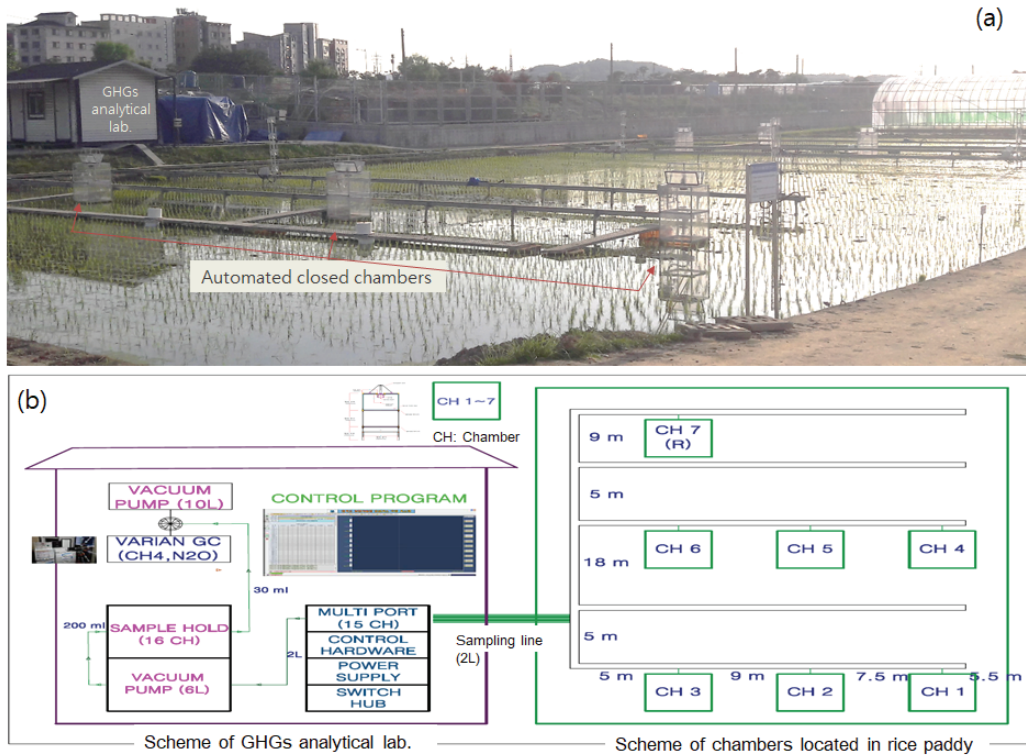 (a)
GHGs
analytical
lab.
Automated closed chambers
(b)
CH 1~7
CH: Chamber
VACUUM
PUMP (10L)
CONTROL PROGRAM
VARIAN GC
(CH4,N2O)
30 ml
200 ml
SAMPLE HOLD
(16 CH)
VACUUM
PUMP (6L)
2L
MULTI PORT
(15 CH)
CONTROL
HARDWARE
POWER
SUPPLY
SWITCH
HUB
Sampling line
(2L)
9 m
CH 7
(R)
5 m
18 m
CH 6
CH 5
CH 4
5 m
5 m
CH 3
9 m
CH 2
7.5 m
CH 1
5.5 m
Scheme of GHGs analytical lab.
Scheme of chambers located in rice paddy